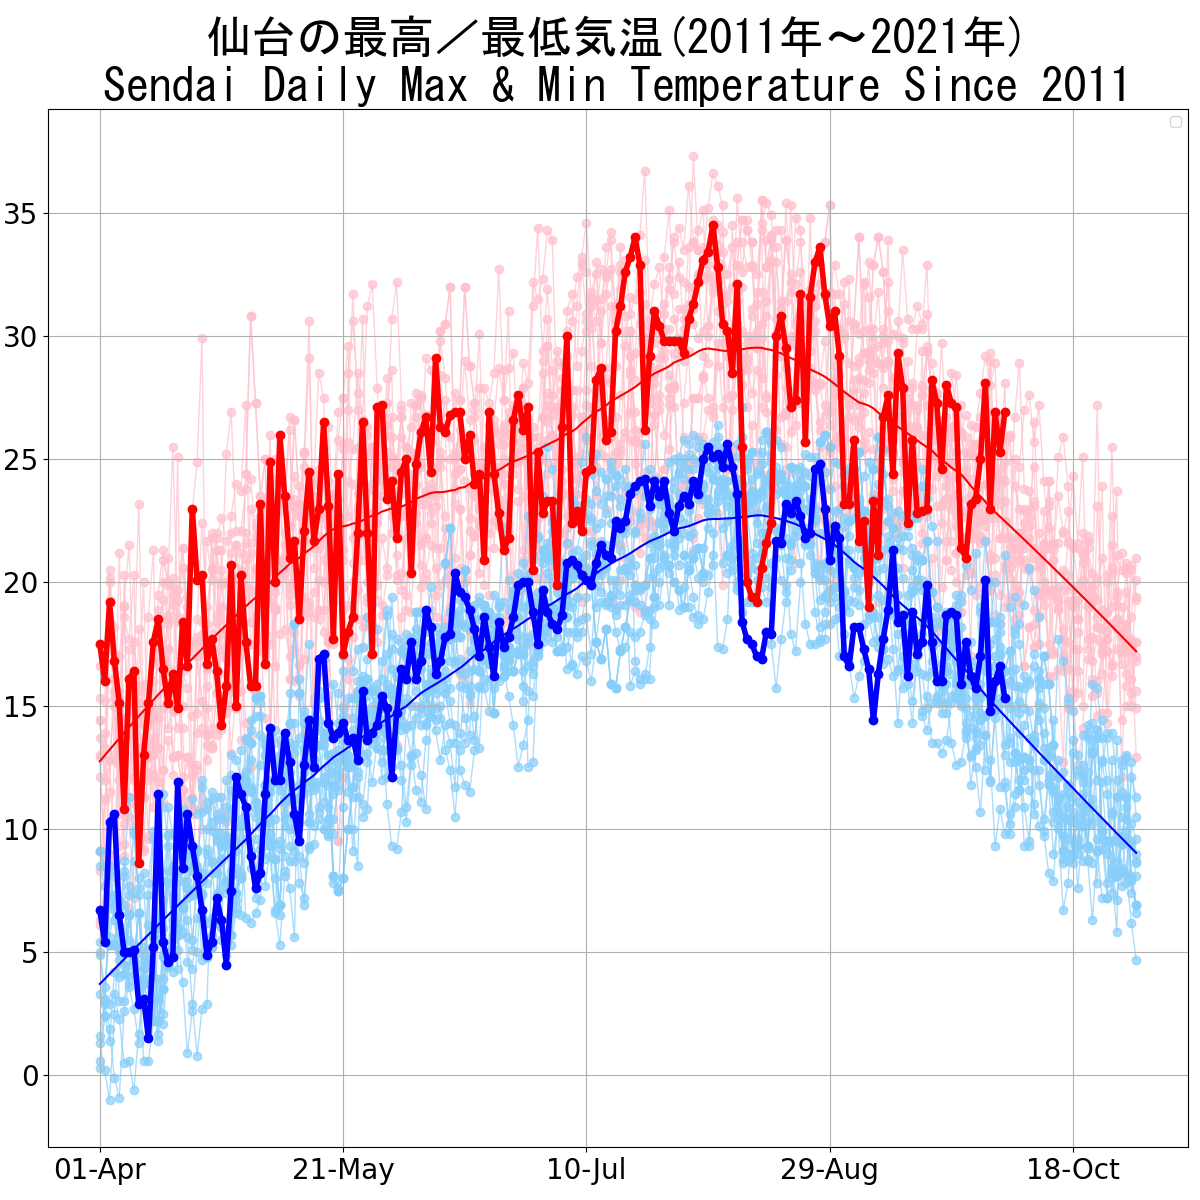 仙台の最高／最低気温(2011年～2021年)
Sendai Daily Max & Min Temperature Since 2011
35
30
25
20
15
10
5
0
01-Apr 21-May 10-Jul 29-Aug 18-Oct